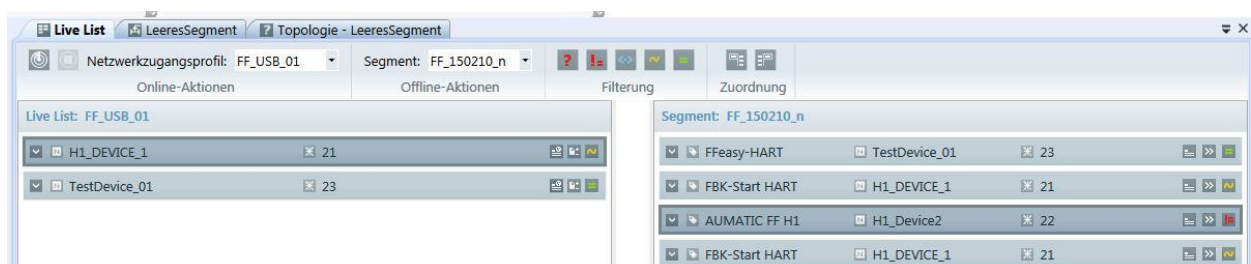 Live List LeeresSegment Topologie - LeeresSegment
Netzwerkzugangsprofil: FF_USB_01 Segment: FF_150210_n
Online-Aktionen Offline-Aktionen Filterung Zuordnung
Live List: FF_USB_01
H1_DEVICE_1 21
TestDevice_01 23
Segment: FF_150210_n
FFeasy-HART TestDevice_01 23
FBK-Start HART H1_DEVICE_1 21
AUMATIC FF H1 H1_Device2 22
FBK-Start HART H1_DEVICE_1 21